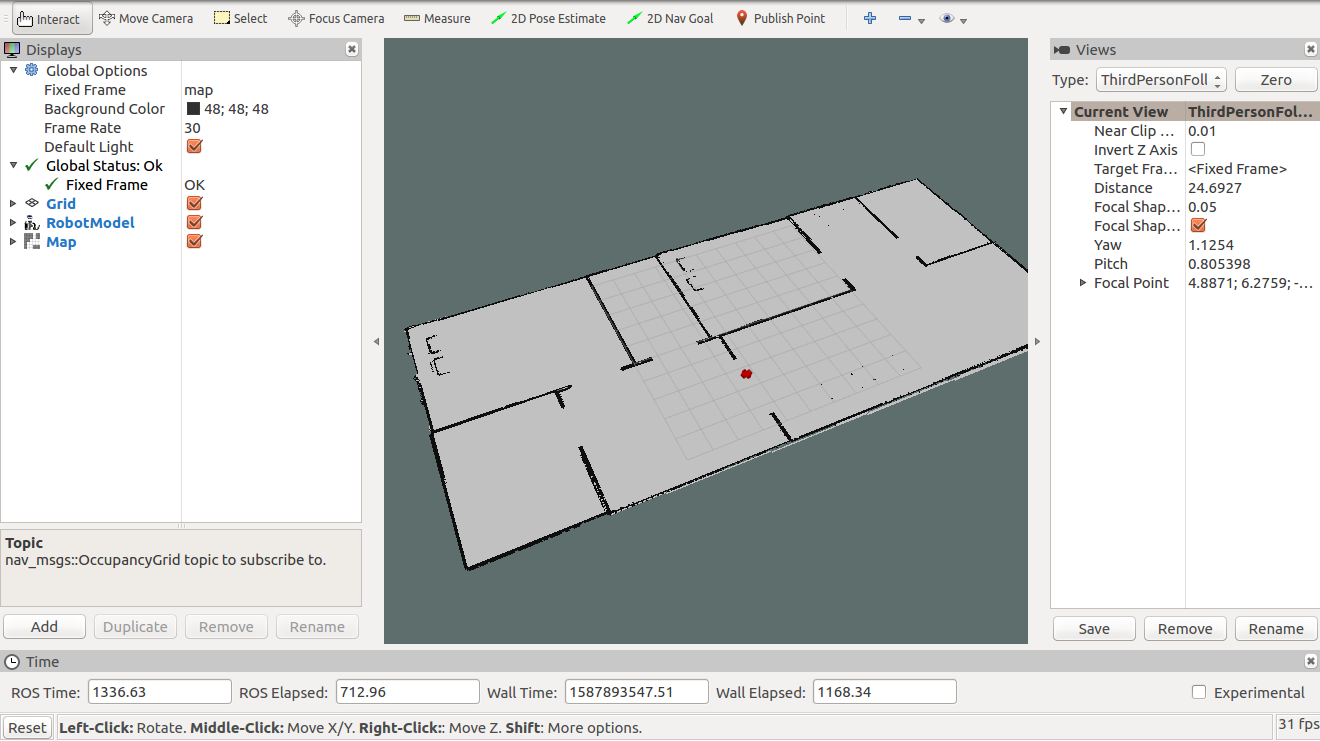 Interact Move Camera Select Focus Camera Measure 2D Pose Estimate 2D Nav Goal Publish Point
Displays
Global Options
Fixed Frame map
Background Color 48; 48; 48
Frame Rate 30
Default Light
Global Status: Ok
Fixed Frame OK
Grid
RobotModel
Map
Topic
nav_msgs::OccupancyGrid topic to subscribe to.
Add Duplicate Remove Rename
Views
Type: ThirdPersonFoll Zero
Current View ThirdPersonFol...
Near Clip ... 0.01
Invert Z Axis
Target Fra... <Fixed Frame>
Distance 24.6927
Focal Shap... 0.05
Focal Shap...
Yaw 1.1254
Pitch 0.805398
Focal Point 4.8871; 6.2759; -...
Save Remove Rename
Time
ROS Time: 1336.63 ROS Elapsed: 712.96 Wall Time: 1587893547.51 Wall Elapsed: 1168.34 Experimental
Reset Left-Click: Rotate. Middle-Click: Move X/Y. Right-Click:: Move Z. Shift: More options. 31 fps